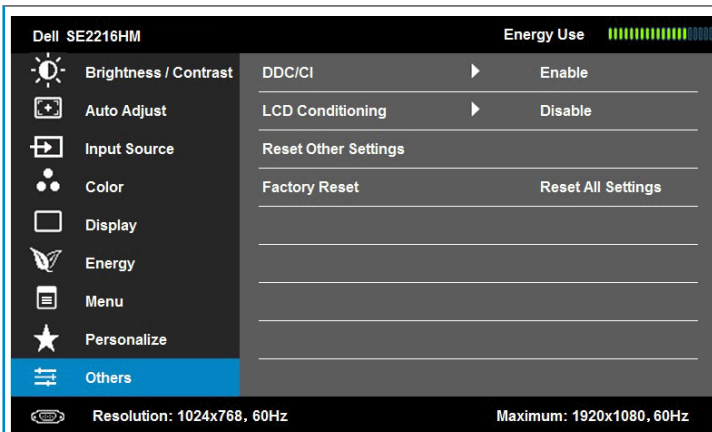 Dell SE2216HM Energy Use
Brightness / Contrast DDC/CI Enable
Auto Adjust LCD Conditioning Disable
Input Source Reset Other Settings
Color Factory Reset Reset All Settings
Display
Energy
Menu
Personalize
Others
Resolution: 1024x768, 60Hz Maximum: 1920x1080, 60Hz